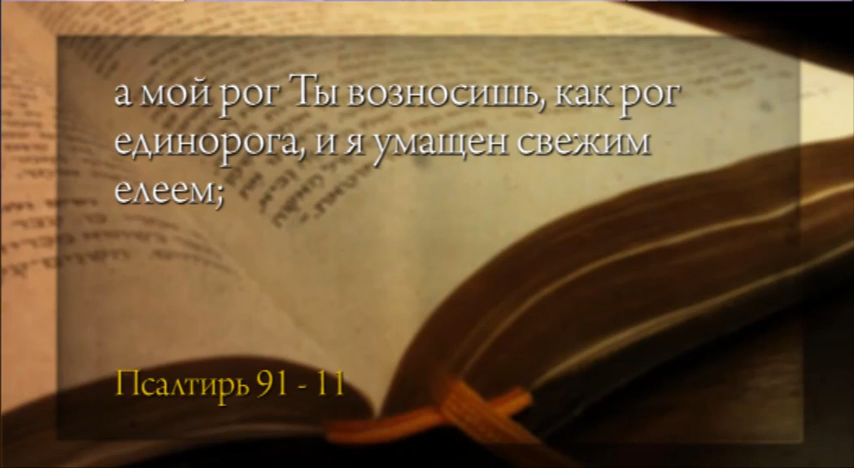 а мой рог Ты возносишь, как рог
единорога, и я умащен свежим
елеем;
Псалтирь 91 - 11